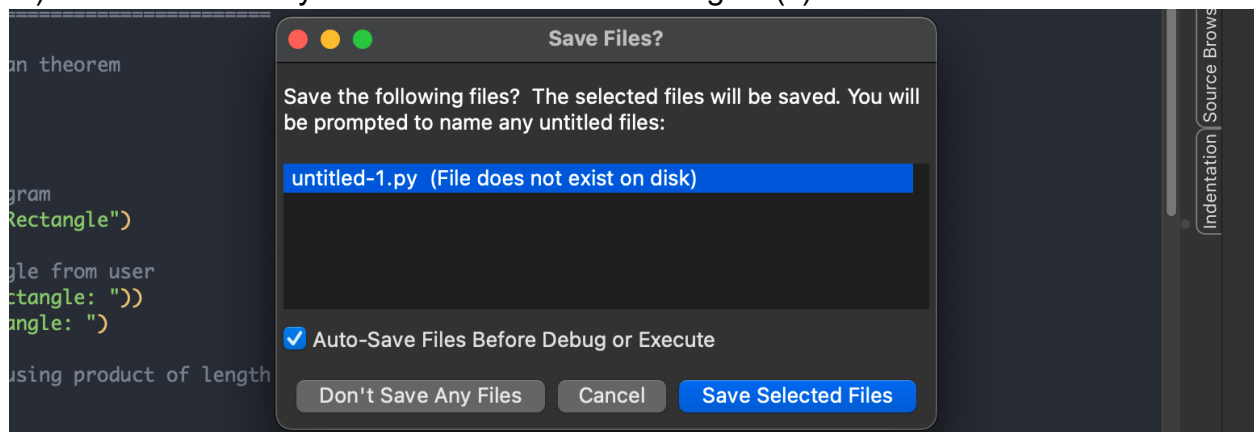 Save Files?
an theorem
Save the following files?  The selected files will be saved. You will
be prompted to name any untitled files:
untitled-1.py  (File does not exist on disk)
gram
Rectangle")
gle from user
ctangle: "))
angle: ")
Auto-Save Files Before Debug or Execute
using product of length
Don't Save Any Files
Cancel
Save Selected Files
Source Brows
Indentation